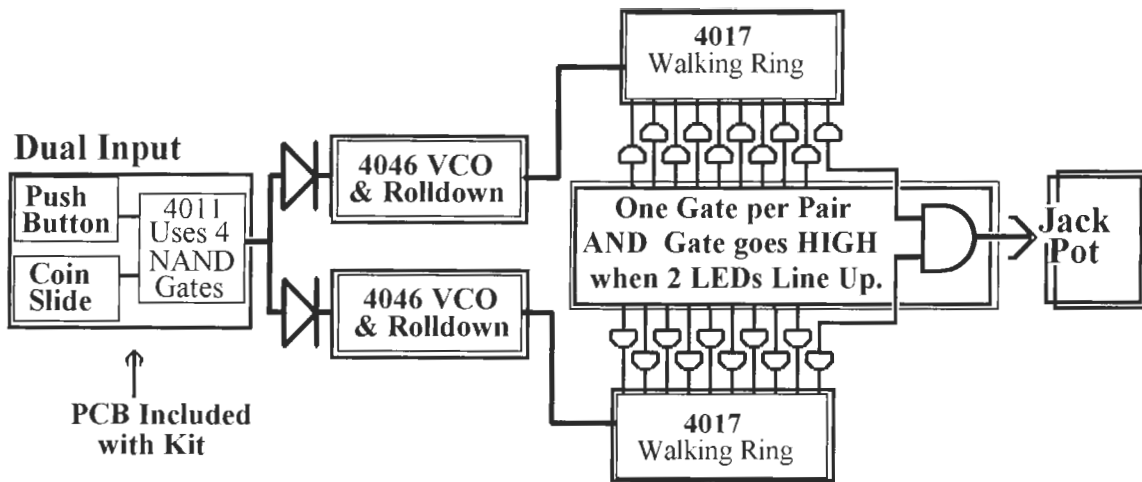 4017
Walking Ring
Dual Input
Push
Button
4011
Uses 4
NAND
Gates
Coin
Slide
4046 VCO
& Rolldown
One Gate per Pair
AND Gate goes HIGH
when 2 LEDs Line Up.
Jack
Pot
4046 VCO
& Rolldown
PCB Included
with Kit
4017
Walking Ring